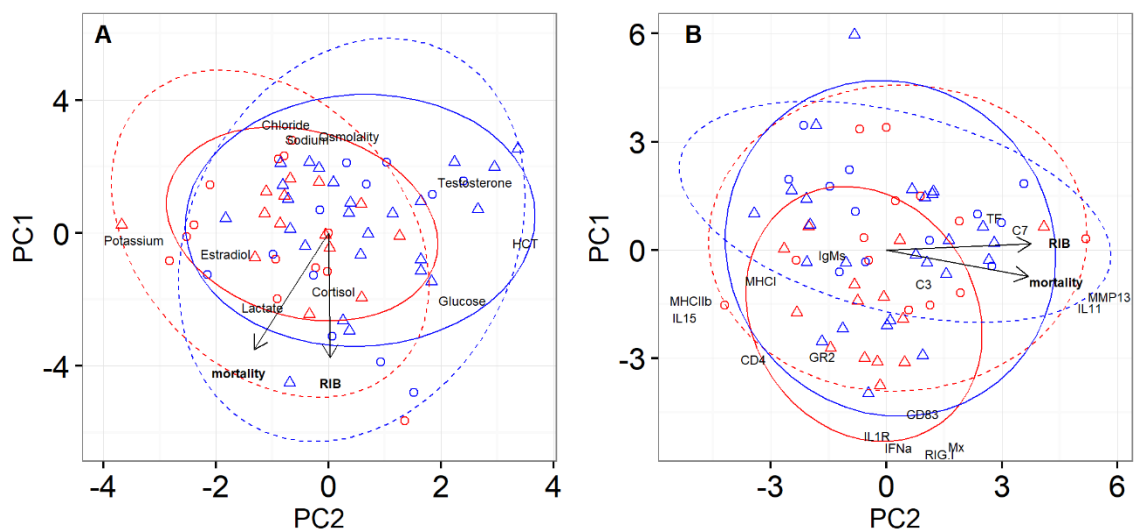 A
4
0
-4
PC1
-4
-2
0
2
4
PC2
Chloride
Sodium
Osmolality
Testosterone
Potassium
Estradiol
HCT
Cortisol
Lactate
Glucose
mortality
RIB
B
6
3
0
-3
PC1
-3
0
3
6
PC2
TF
C7
RIB
IgMs
MHCI
C3
mortality
MHCIIb
MMP13
IL15
IL11
CD4
GR2
CD83
IL1R
IFNa
Mx
RIG.I